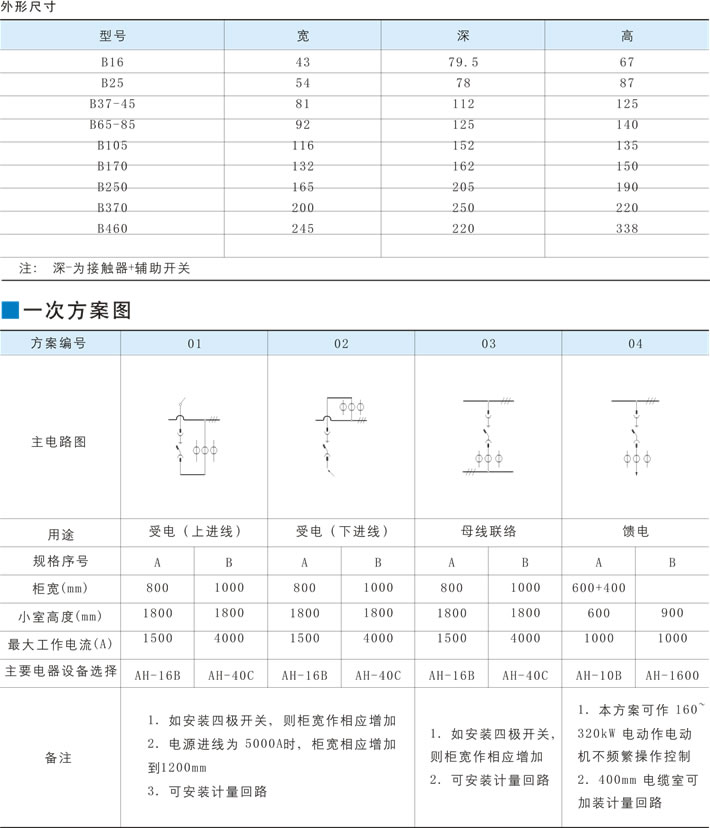 外形尺寸
型号 宽 深 高
B16 43 79.5 67
B25 54 78 87
B37-45 81 112 125
B65-85 92 125 140
B105 116 152 135
B170 132 162 150
B250 165 205 190
B370 200 250 220
B460 245 220 338
注: 深-为接触器+辅助开关
一次方案图
方案编号 01 02 03 04
主电路图
用途 受电（上进线） 受电（下进线） 母线联络 馈电
规格序号 A B A B A B A B
柜宽(mm) 800 1000 800 1000 800 1000 600+400
小室高度(mm) 1800 1800 1800 1800 1800 1800 600 900
最大工作电流(A) 1500 4000 1500 4000 1500 4000 1000 1000
主要电器设备选择 AH-16B AH-40C AH-16B AH-40C AH-16B AH-40C AH-10B AH-1600
备注
1. 如安装四极开关, 则柜宽作相应增加
2. 电源进线为 5000A时, 柜宽相应增加
到1200mm
3. 可安装计量回路
1. 如安装四极开关,
则柜宽作相应增加
2. 可安装计量回路
1. 本方案可作 160~
320kW 电动作电动
机不频繁操作控制
2. 400mm 电缆室可
加装计量回路